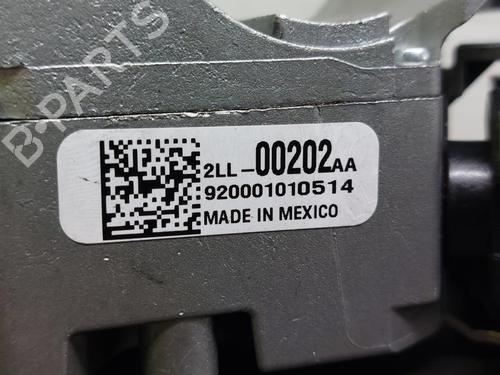 B-PARTS
2LL-00202AA
920001010514
MADE IN MEXICO